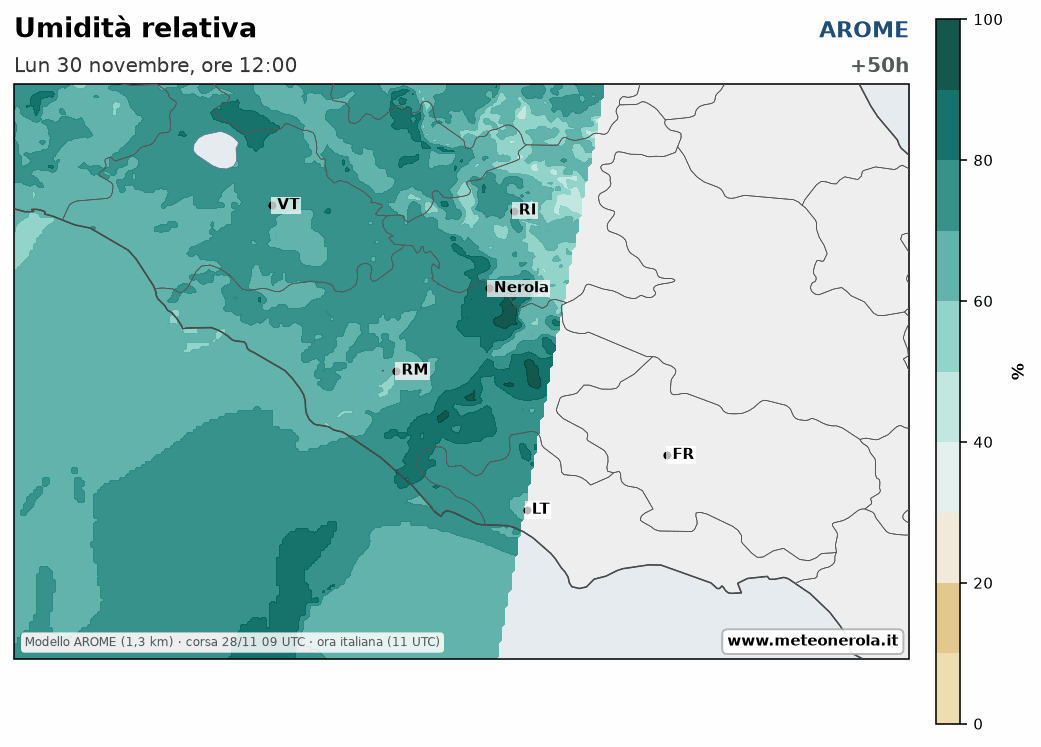 Umidità relativa
AROME
Lun 30 novembre, ore 12:00
+50h
VT
RI
Nerola
RM
FR
LT
Modello AROME (1,3 km) · corsa 28/11 09 UTC · ora italiana (11 UTC)
www.meteonerola.it
100
80
60
40
20
0
%